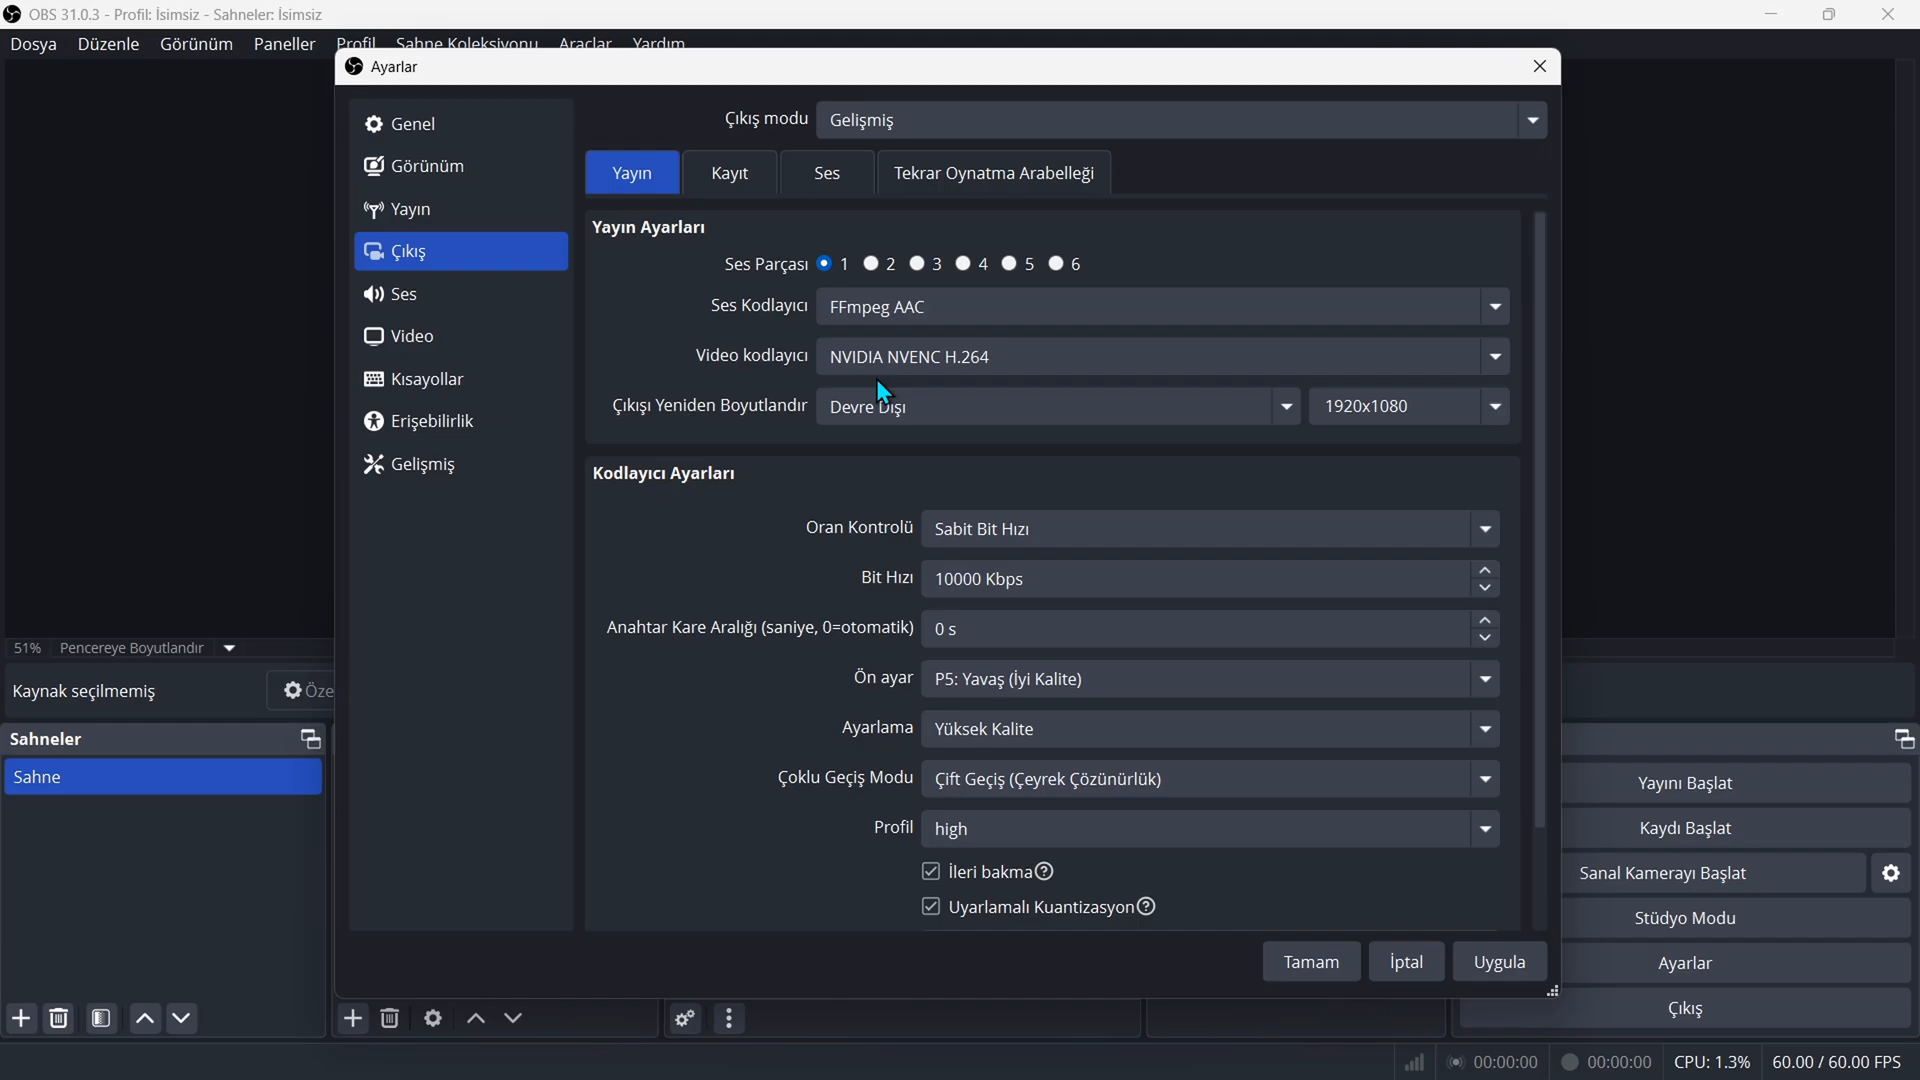 OBS 31.0.3 - Profil: İsimsiz - Sahneler: İsimsiz
Dosya Düzenle Görünüm Paneller Profil Sahne Koleksiyonu Araçlar Yardım
Ayarlar
Genel
Görünüm
Yayın
Çıkış
Ses
Video
Kısayollar
Erişebilirlik
Gelişmiş
Çıkış modu Gelişmiş
Yayın Kayıt Ses Tekrar Oynatma Arabelleği
Yayın Ayarları
Ses Parçası 1 2 3 4 5 6
Ses Kodlayıcı FFmpeg AAC
Video kodlayıcı NVIDIA NVENC H.264
Çıkışı Yeniden Boyutlandır Devre Dışı 1920x1080
Kodlayıcı Ayarları
Oran Kontrolü Sabit Bit Hızı
Bit Hızı 10000 Kbps
Anahtar Kare Aralığı (saniye, 0=otomatik) 0 s
Ön ayar P5: Yavaş (İyi Kalite)
Ayarlama Yüksek Kalite
Çoklu Geçiş Modu Çift Geçiş (Çeyrek Çözünürlük)
Profil high
İleri bakma
Uyarlamalı Kuantizasyon
Tamam İptal Uygula
51% Pencereye Boyutlandır
Kaynak seçilmemiş Öze
Sahneler
Sahne
Yayını Başlat
Kaydı Başlat
Sanal Kamerayı Başlat
Stüdyo Modu
Ayarlar
Çıkış
00:00:00 00:00:00 CPU: 1.3% 60.00 / 60.00 FPS